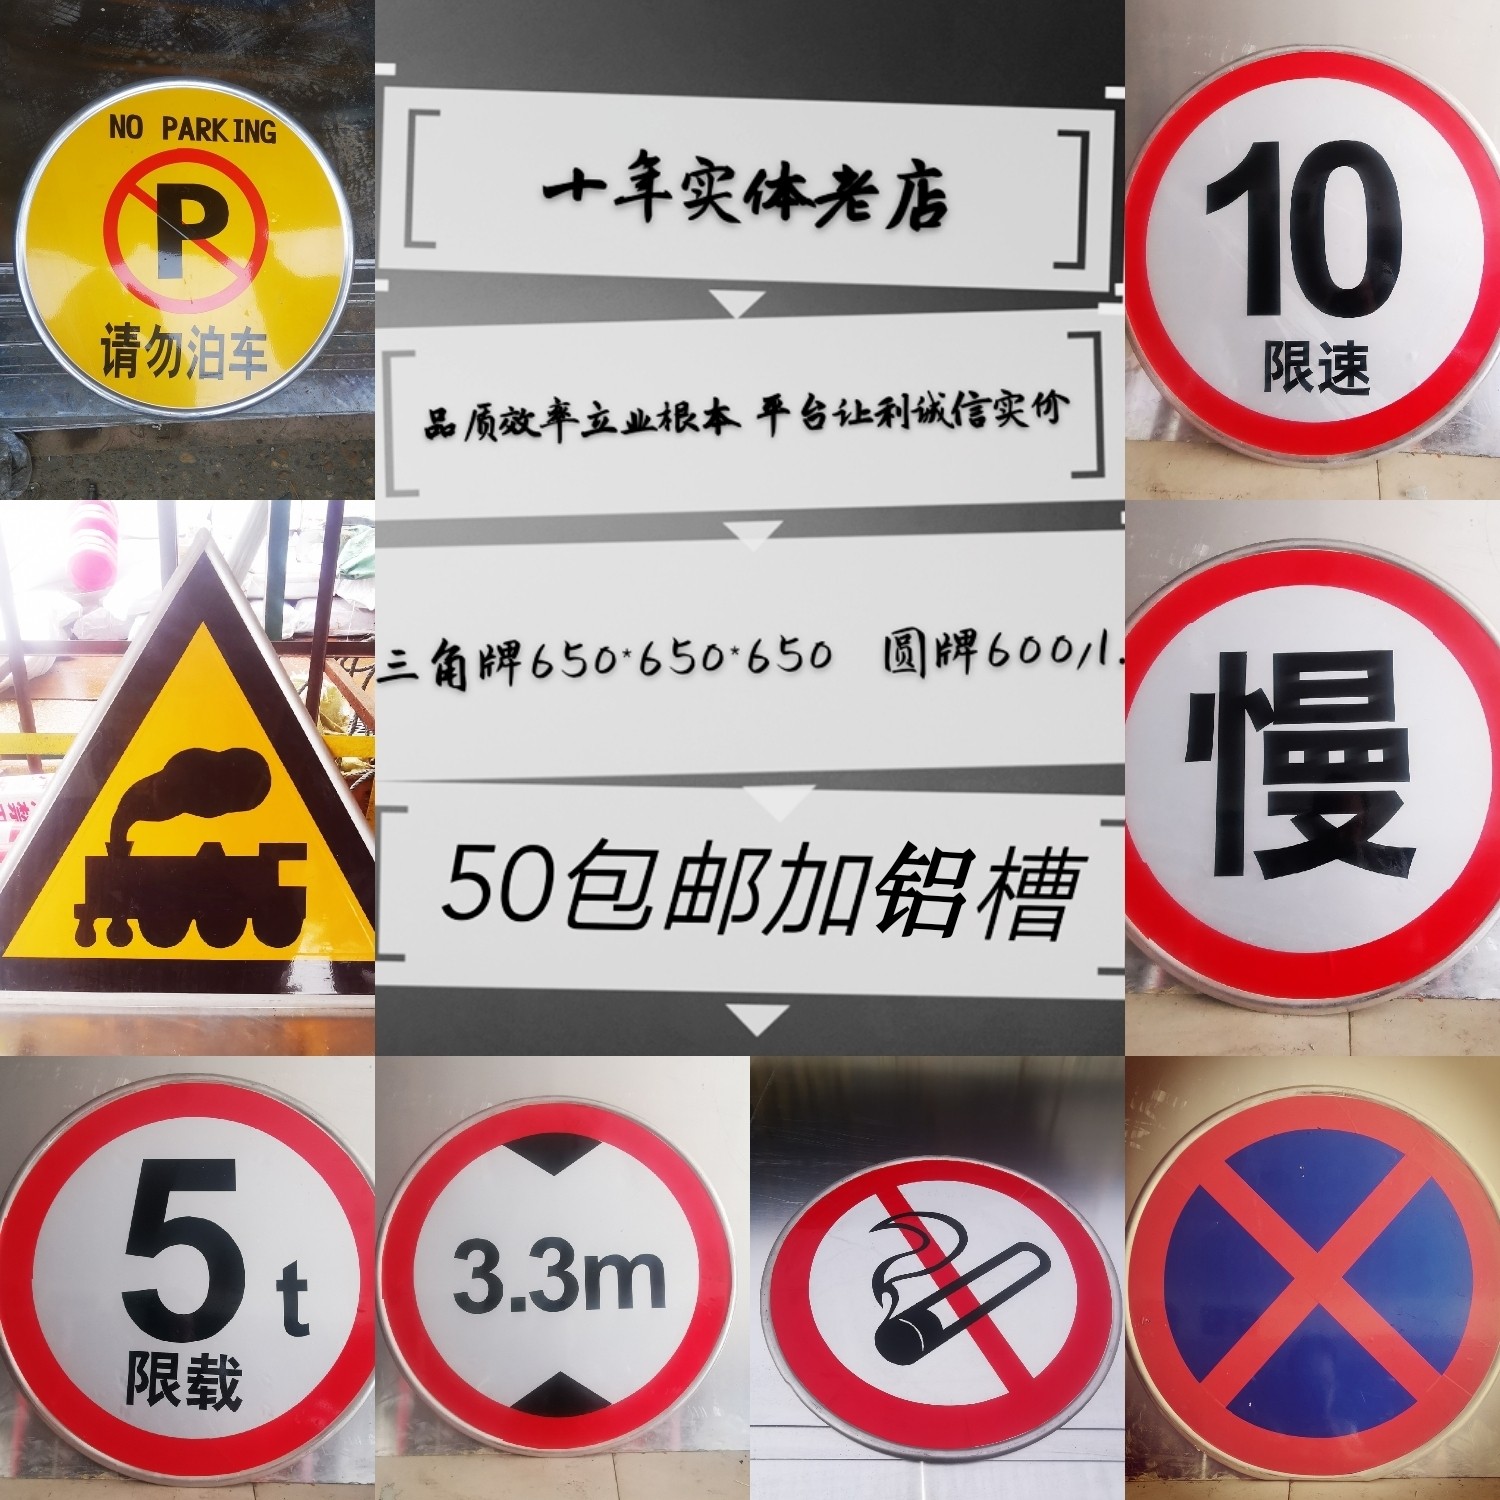 NO PARKING
P
请勿泊车
十年实体老店
品质效率立业根本 平台让利诚信实价
三角牌650*650*650 圆牌600,1.
50包邮加铝槽
10
限速
慢
5t
限载
3.3m